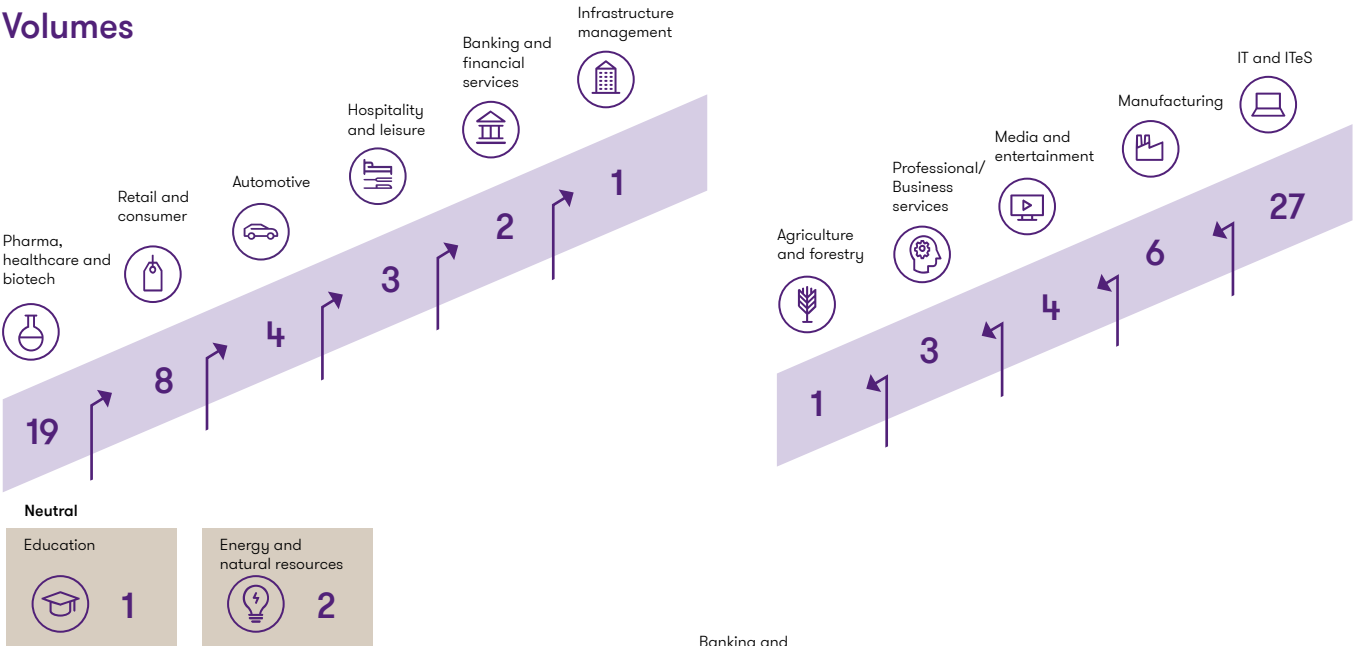 Volumes
Pharma,
healthcare and
biotech
19
Retail and
consumer
8
Automotive
4
Hospitality
and leisure
3
Banking and
financial
services
2
Infrastructure
management
1
Agriculture
and forestry
1
Professional/
Business
services
3
Media and
entertainment
4
Manufacturing
6
IT and ITeS
27
Neutral
Education
1
Energy and
natural resources
2
Banking and